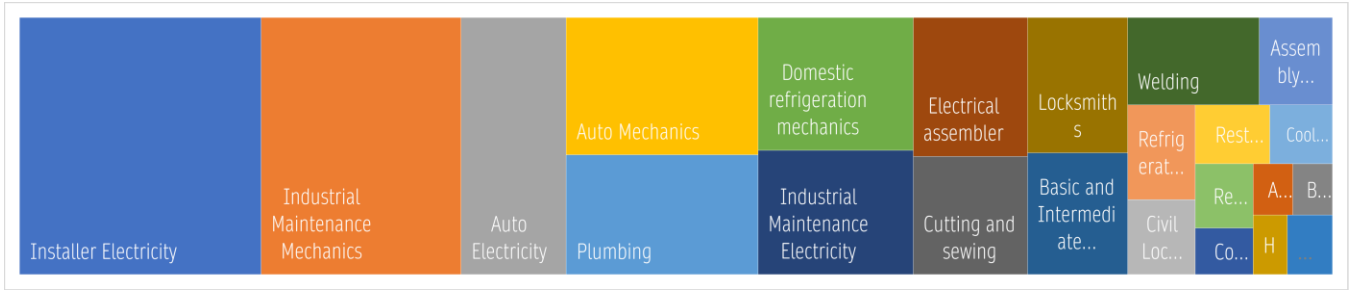 Installer Electricity
Industrial
Maintenance
Mechanics
Auto
Electricity
Auto Mechanics
Plumbing
Domestic
refrigeration
mechanics
Industrial
Maintenance
Electricity
Electrical
assembler
Cutting and
sewing
Locksmith
s
Basic and
Intermedi
ate...
Welding
Assem
bly...
Refrig
erat...
Rest...
Cool...
Civil
Loc...
Re...
Co...
A...
B...
H
...